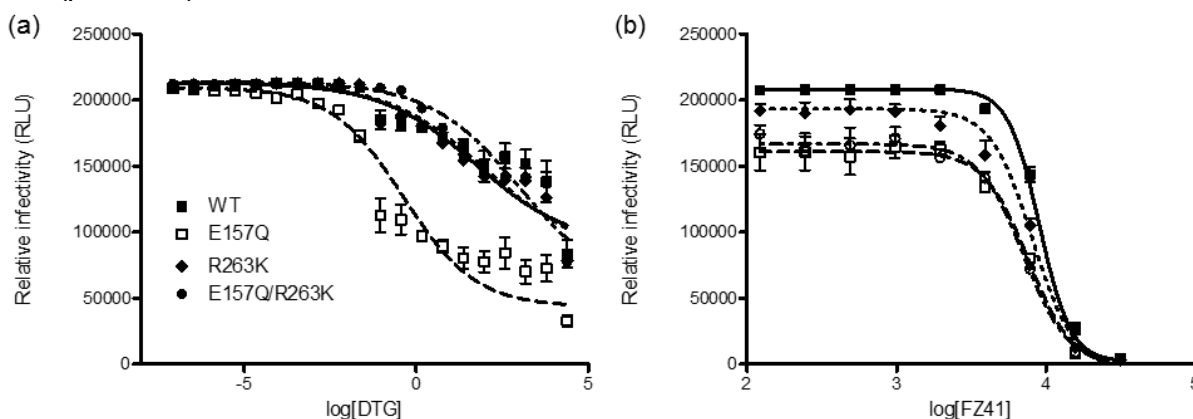 (a)
250000
200000
150000
100000
50000
0
Relative infectivity (RLU)
WT
E157Q
R263K
E157Q/R263K
-5 0 5
log[DTG]
(b)
250000
200000
150000
100000
50000
0
Relative infectivity (RLU)
2 3 4 5
log[FZ41]